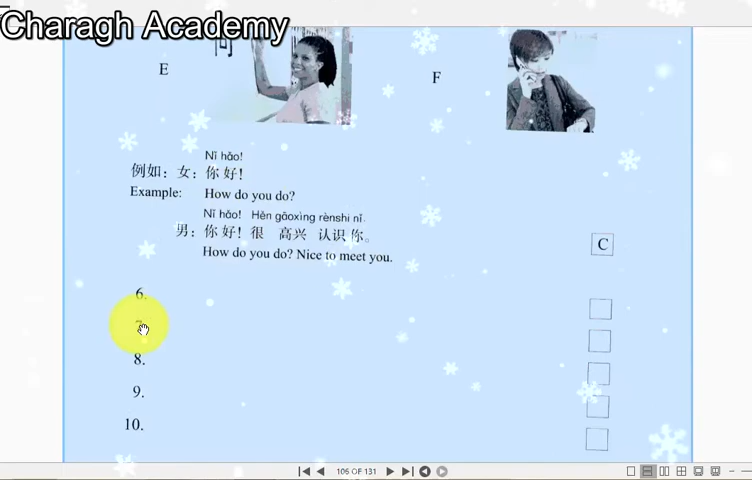 Charagh Academy
E
F
Nǐ hǎo!
例如：女：你 好！
Example: How do you do?
Nǐ hǎo! Hěn gāoxìng rènshi nǐ.
男：你 好！很 高兴 认识 你。
C
How do you do? Nice to meet you.
6.
8.
9.
10.
106 OF 131